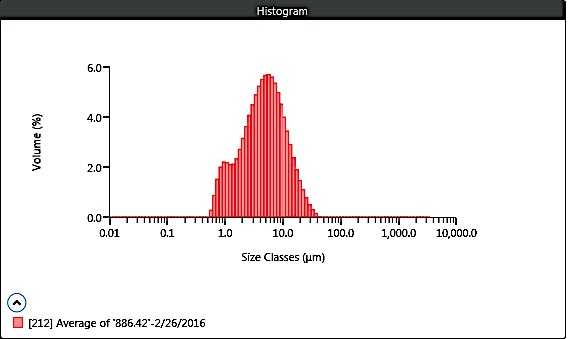 Histogram
6.0
4.0
Volume (%)
2.0
0.0
0.01 0.1 1.0 10.0 100.0 1,000.0 10,000.0
Size Classes (µm)
[212] Average of '886.42'-2/26/2016